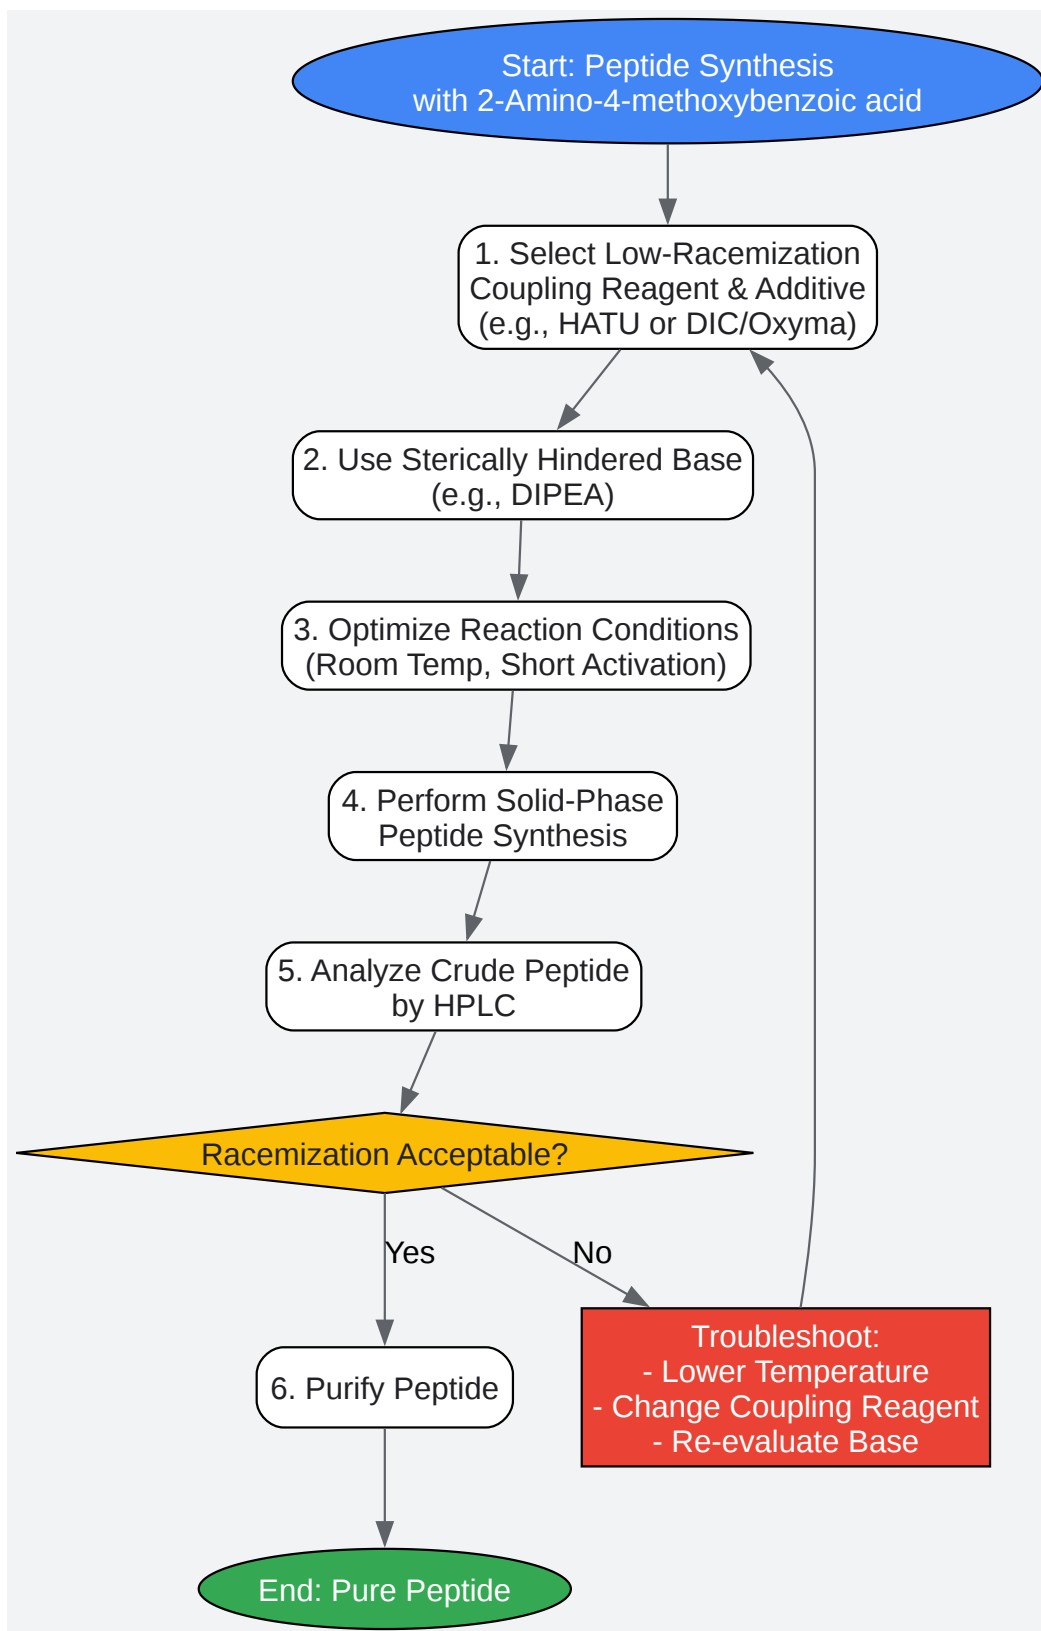 Start: Peptide Synthesis
with 2-Amino-4-methoxybenzoic acid
1. Select Low-Racemization
Coupling Reagent & Additive
(e.g., HATU or DIC/Oxyma)
2. Use Sterically Hindered Base
(e.g., DIPEA)
3. Optimize Reaction Conditions
(Room Temp, Short Activation)
4. Perform Solid-Phase
Peptide Synthesis
5. Analyze Crude Peptide
by HPLC
Racemization Acceptable?
Yes
No
Troubleshoot:
- Lower Temperature
- Change Coupling Reagent
- Re-evaluate Base
6. Purify Peptide
End: Pure Peptide